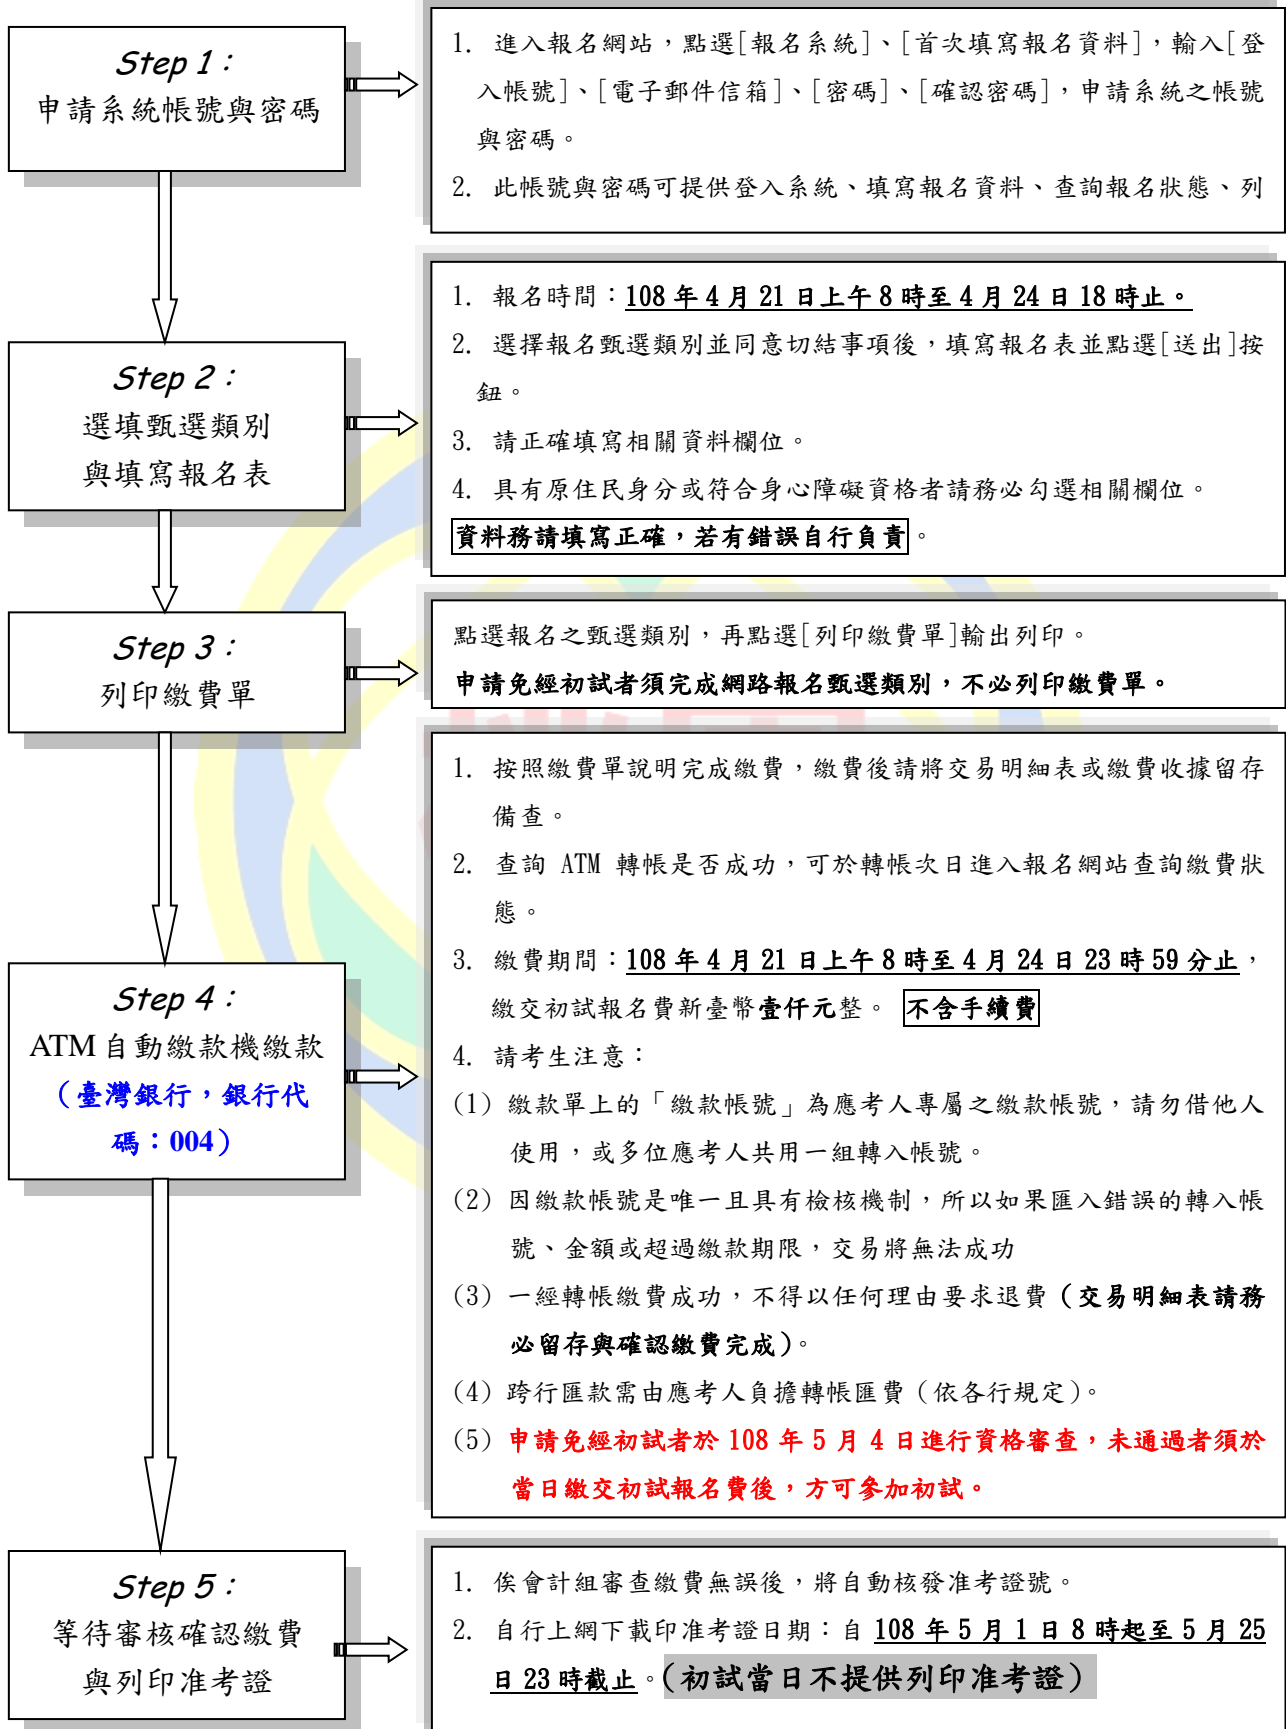 Step 1：
申請系統帳號與密碼
1. 進入報名網站，點選[報名系統]、[首次填寫報名資料]，輸入[登
入帳號]、[電子郵件信箱]、[密碼]、[確認密碼]，申請系統之帳號
與密碼。
2. 此帳號與密碼可提供登入系統、填寫報名資料、查詢報名狀態、列
Step 2：
選填甄選類別
與填寫報名表
1. 報名時間：108 年 4 月 21 日上午 8 時至 4 月 24 日 18 時止。
2. 選擇報名甄選類別並同意切結事項後，填寫報名表並點選[送出]按
鈕。
3. 請正確填寫相關資料欄位。
4. 具有原住民身分或符合身心障礙資格者請務必勾選相關欄位。
資料務請填寫正確，若有錯誤自行負責。
Step 3：
列印繳費單
點選報名之甄選類別，再點選[列印繳費單]輸出列印。
申請免經初試者須完成網路報名甄選類別，不必列印繳費單。
Step 4：
ATM 自動繳款機繳款
（臺灣銀行，銀行代
碼：004）
1. 按照繳費單說明完成繳費，繳費後請將交易明細表或繳費收據留存
備查。
2. 查詢 ATM 轉帳是否成功，可於轉帳次日進入報名網站查詢繳費狀
態。
3. 繳費期間：108 年 4 月 21 日上午 8 時至 4 月 24 日 23 時 59 分止，
繳交初試報名費新臺幣壹仟元整。 不含手續費
4. 請考生注意：
(1) 繳款單上的「繳款帳號」為應考人專屬之繳款帳號，請勿借他人
使用，或多位應考人共用一組轉入帳號。
(2) 因繳款帳號是唯一且具有檢核機制，所以如果匯入錯誤的轉入帳
號、金額或超過繳款期限，交易將無法成功
(3) 一經轉帳繳費成功，不得以任何理由要求退費（交易明細表請務
必留存與確認繳費完成）。
(4) 跨行匯款需由應考人負擔轉帳匯費（依各行規定）。
(5) 申請免經初試者於 108 年 5 月 4 日進行資格審查，未通過者須於
當日繳交初試報名費後，方可參加初試。
Step 5：
等待審核確認繳費
與列印准考證
1. 俟會計組審查繳費無誤後，將自動核發准考證號。
2. 自行上網下載印准考證日期：自 108 年 5 月 1 日 8 時起至 5 月 25
日 23 時截止。（初試當日不提供列印准考證）